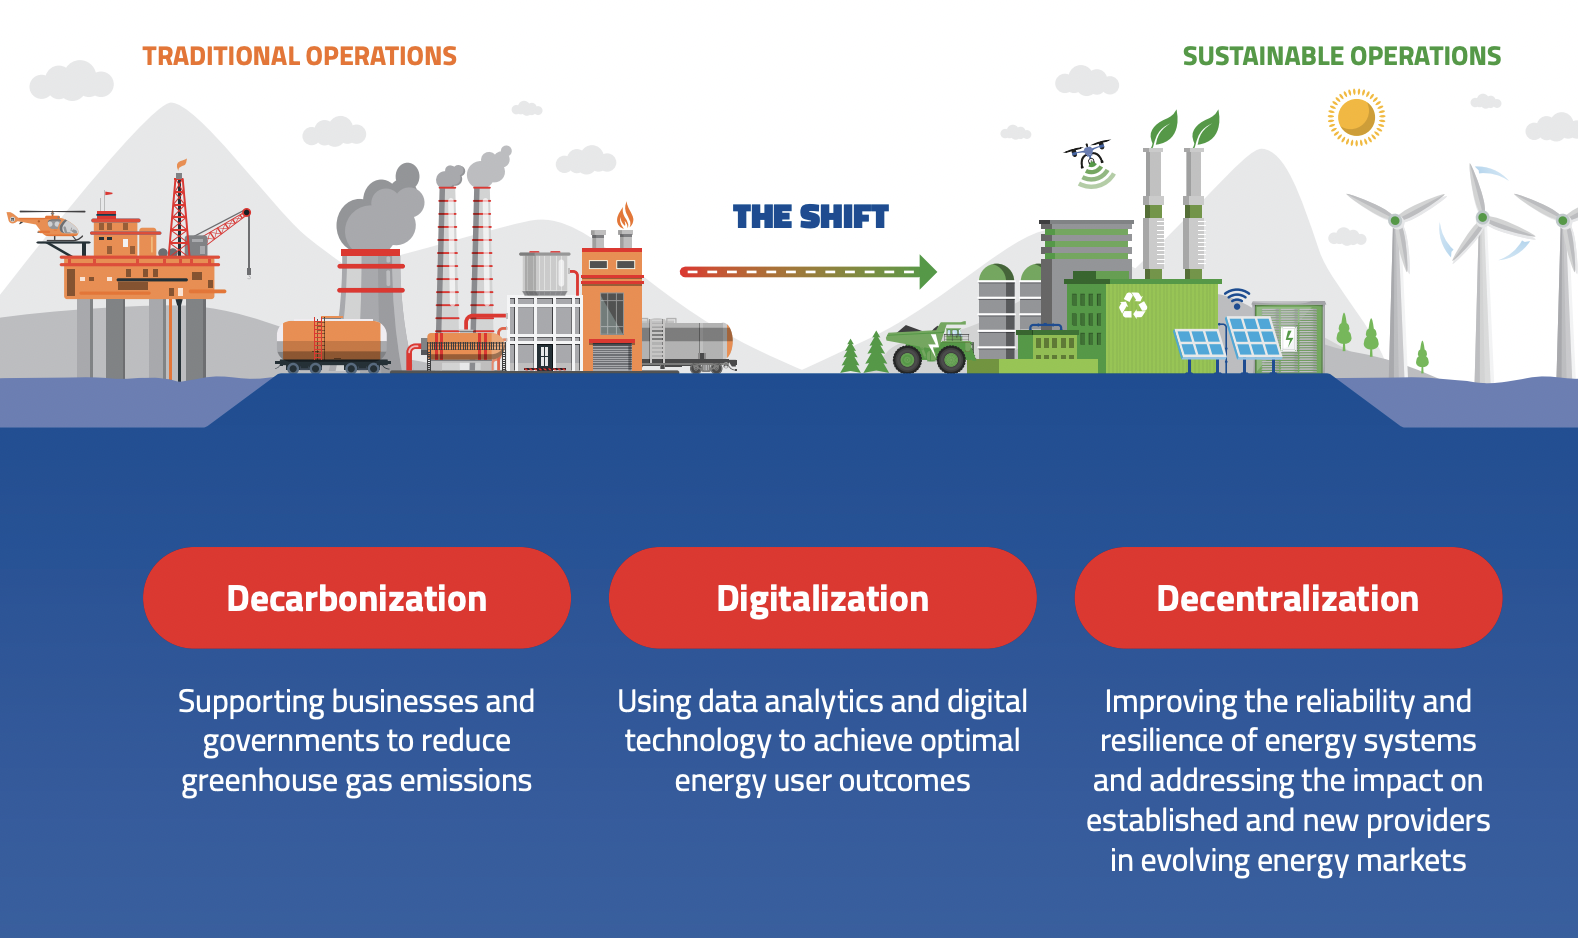 TRADITIONAL OPERATIONS
SUSTAINABLE OPERATIONS
THE SHIFT
Decarbonization
Supporting businesses and
governments to reduce
greenhouse gas emissions
Digitalization
Using data analytics and digital
technology to achieve optimal
energy user outcomes
Decentralization
Improving the reliability and
resilience of energy systems
and addressing the impact on
established and new providers
in evolving energy markets